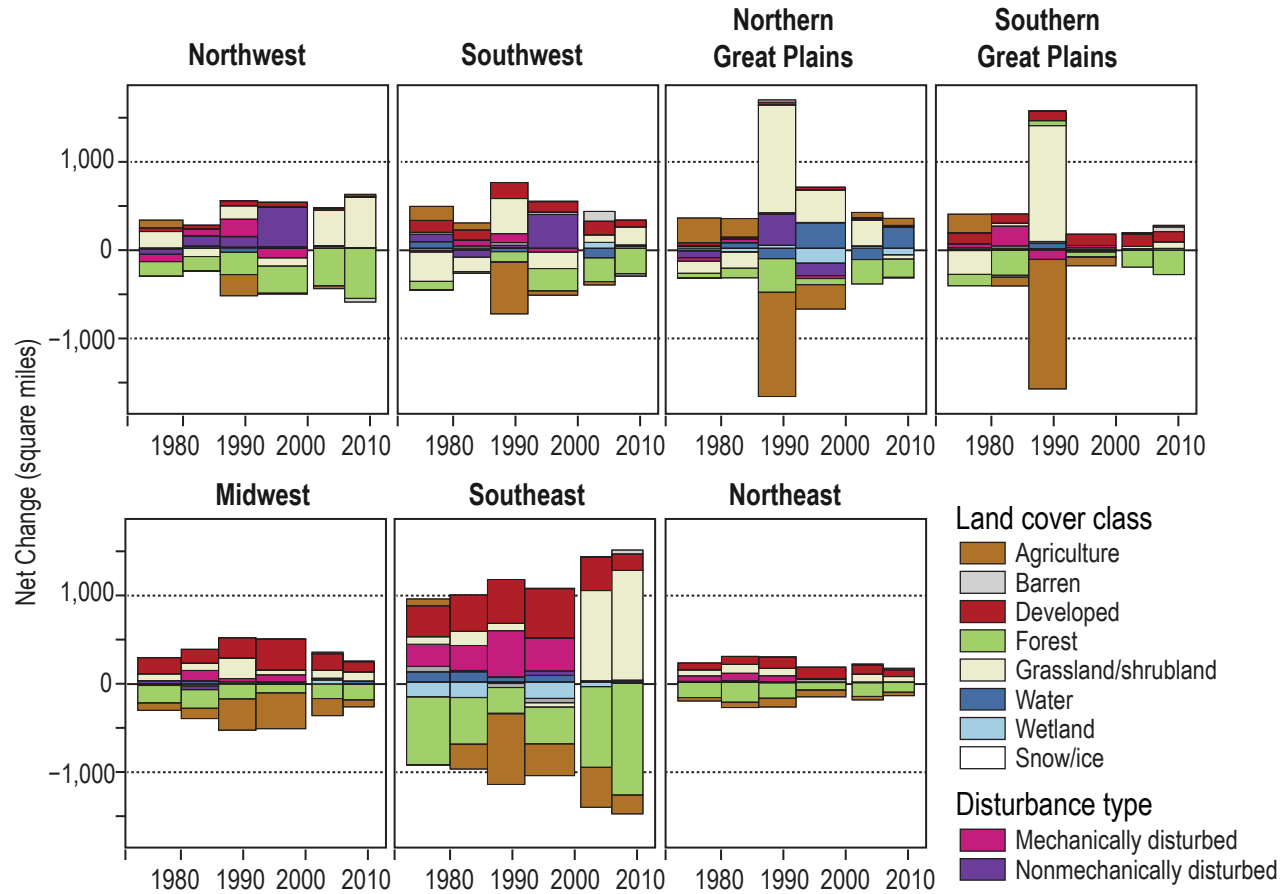 Northwest
Southwest
Northern
Great Plains
Southern
Great Plains
1,000
0
−1,000
1980 1990 2000 2010
1980 1990 2000 2010
1980 1990 2000 2010
1980 1990 2000 2010
Net Change (square miles)
Midwest
Southeast
Northeast
1,000
0
−1,000
1980 1990 2000 2010
1980 1990 2000 2010
1980 1990 2000 2010
Land cover class
Agriculture
Barren
Developed
Forest
Grassland/shrubland
Water
Wetland
Snow/ice
Disturbance type
Mechanically disturbed
Nonmechanically disturbed